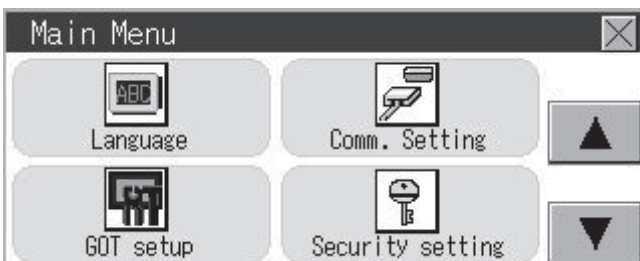 Main Menu
ABC
Language
Comm. Setting
GOT setup
Security setting